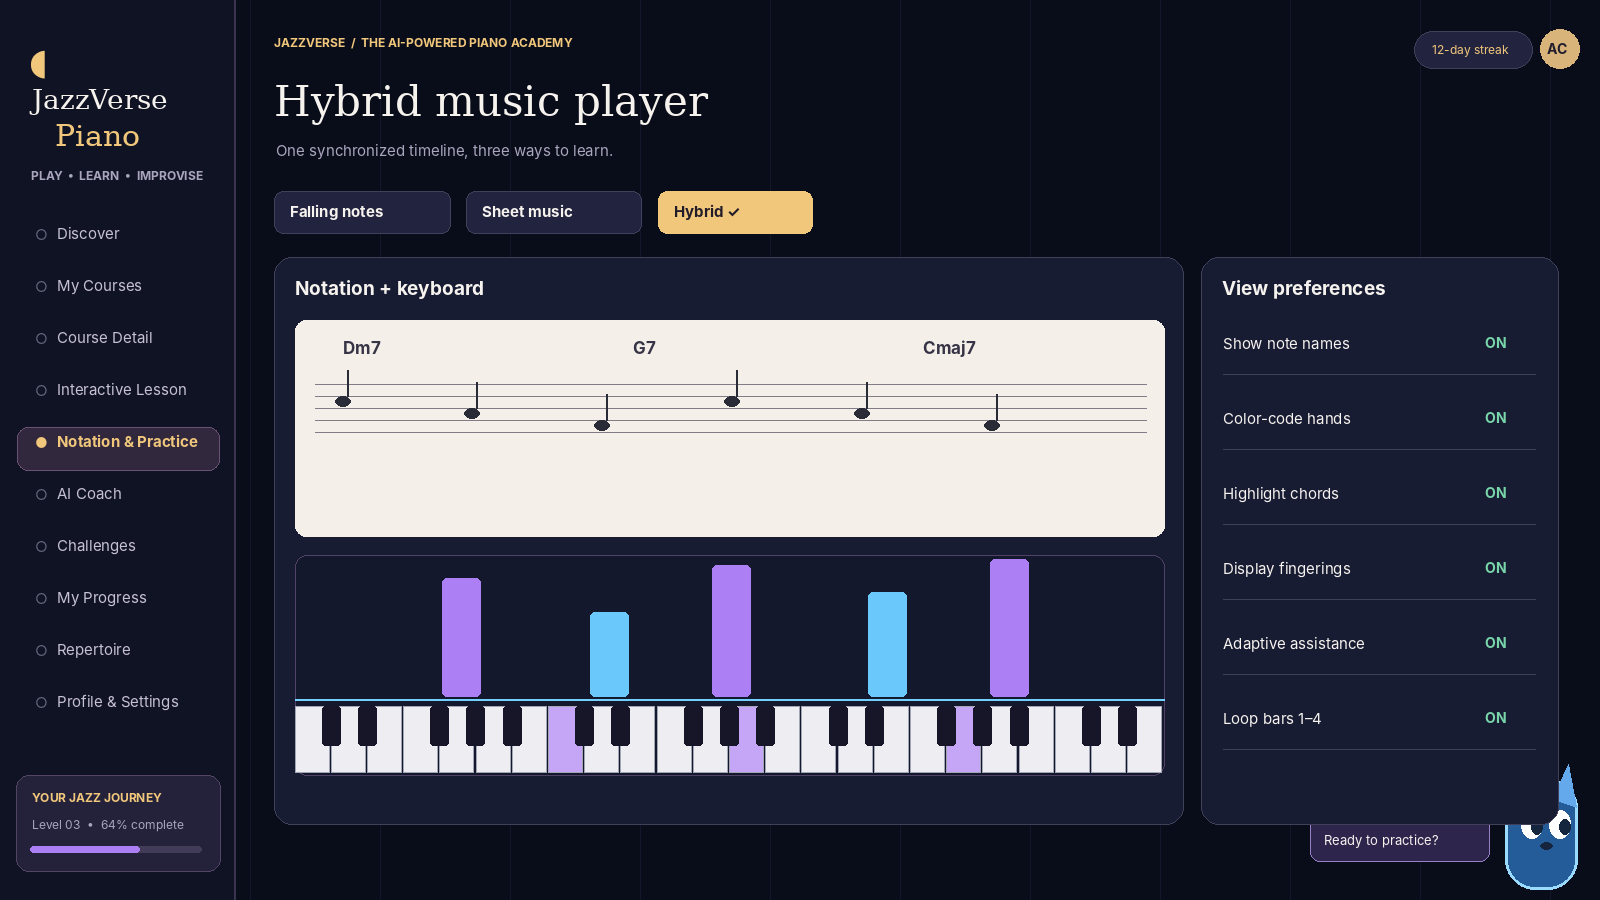 JazzVerse
Piano
PLAY • LEARN • IMPROVISE
Discover
My Courses
Course Detail
Interactive Lesson
Notation & Practice
AI Coach
Challenges
My Progress
Repertoire
Profile & Settings
YOUR JAZZ JOURNEY
Level 03 • 64% complete
JAZZVERSE / THE AI-POWERED PIANO ACADEMY
12-day streak
AC
Hybrid music player
One synchronized timeline, three ways to learn.
Falling notes
Sheet music
Hybrid ✓
Notation + keyboard
Dm7
G7
Cmaj7
View preferences
Show note names ON
Color-code hands ON
Highlight chords ON
Display fingerings ON
Adaptive assistance ON
Loop bars 1–4 ON
Ready to practice?